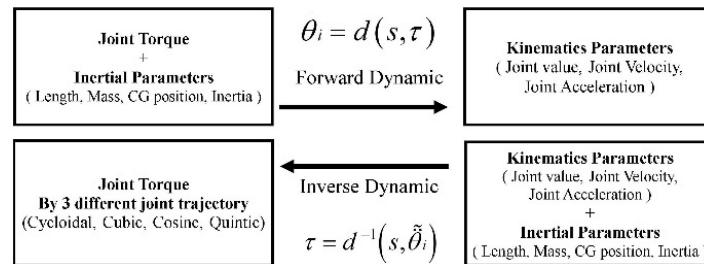 Joint Torque
+
Inertial Parameters
( Length, Mass, CG position, Inertia )
θi = d(s,τ)
Forward Dynamic
Kinematics Parameters
( Joint value, Joint Velocity,
Joint Acceleration )
Joint Torque
By 3 different joint trajectory
(Cycloidal, Cubic, Cosine, Quintic)
Inverse Dynamic
τ = d⁻¹(s,θ̃̈i)
Kinematics Parameters
( Joint value, Joint Velocity,
Joint Acceleration )
+
Inertial Parameters
( Length, Mass, CG position, Inertia )